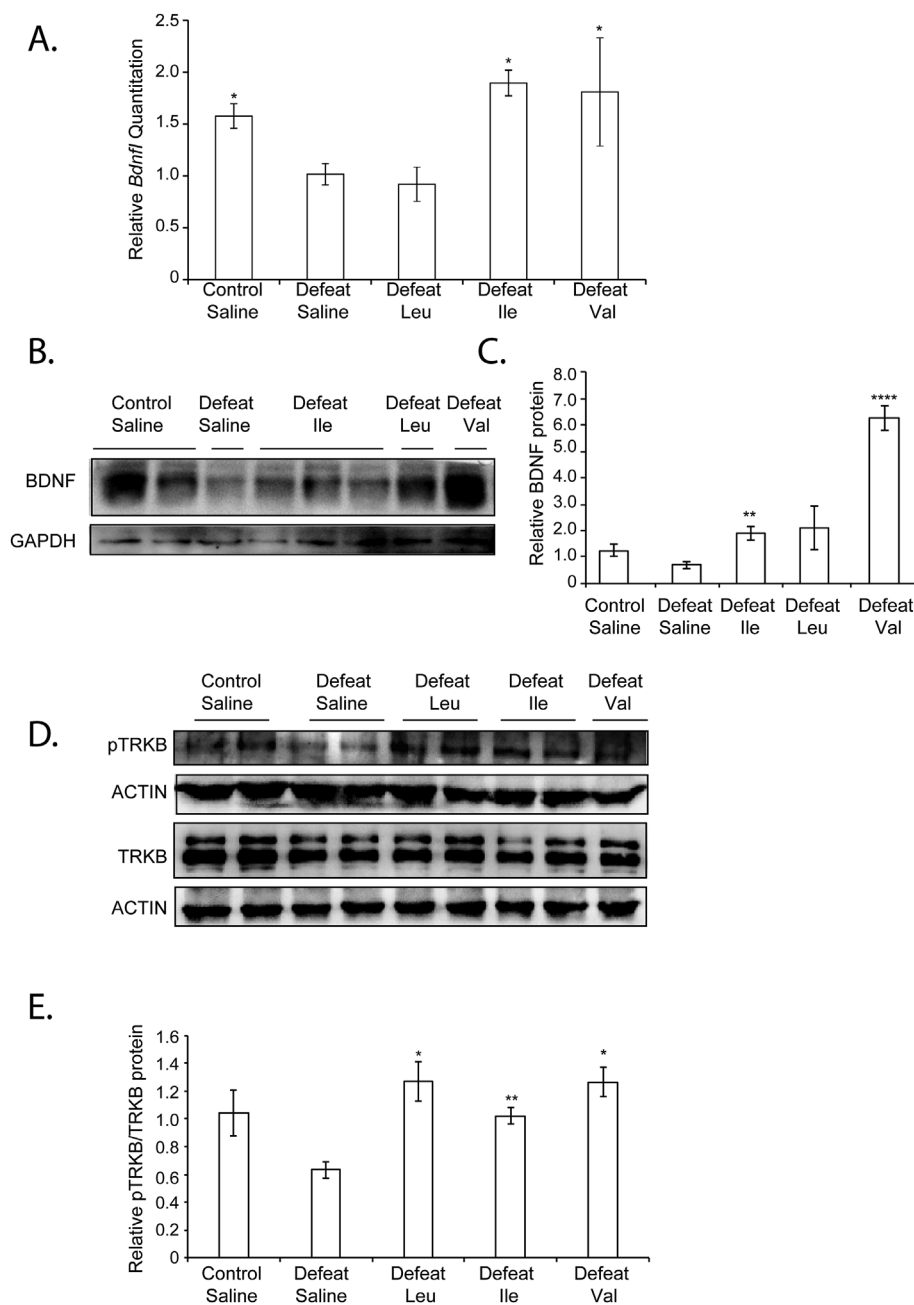 A.
Relative BdnfI Quantitation
2.5
2.0
1.5
1.0
0.5
0
*
*
*
Control Saline
Defeat Saline
Defeat Leu
Defeat Ile
Defeat Val
B.
Control Saline
Defeat Saline
Defeat Ile
Defeat Leu
Defeat Val
BDNF
GAPDH
C.
Relative BDNF protein
8.0
7.0
6.0
5.0
4.0
3.0
2.0
1.0
0
**
****
Control Saline
Defeat Saline
Defeat Ile
Defeat Leu
Defeat Val
D.
Control Saline
Defeat Saline
Defeat Leu
Defeat Ile
Defeat Val
pTRKB
ACTIN
TRKB
ACTIN
E.
Relative pTRKB/TRKB protein
1.6
1.4
1.2
1.0
0.8
0.6
0.4
0.2
0
*
**
*
Control Saline
Defeat Saline
Defeat Leu
Defeat Ile
Defeat Val